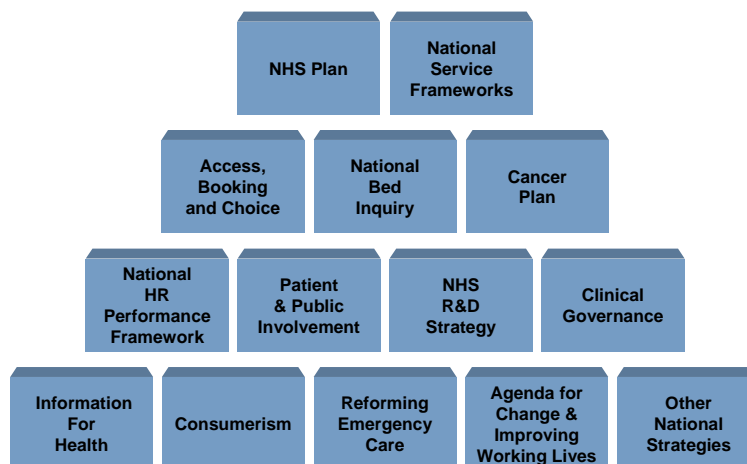 NHS Plan
National
Service
Frameworks
Access,
Booking
and Choice
National
Bed
Inquiry
Cancer
Plan
National
HR
Performance
Framework
Patient
& Public
Involvement
NHS
R&D
Strategy
Clinical
Governance
Information
For
Health
Consumerism
Reforming
Emergency
Care
Agenda for
Change &
Improving
Working Lives
Other
National
Strategies